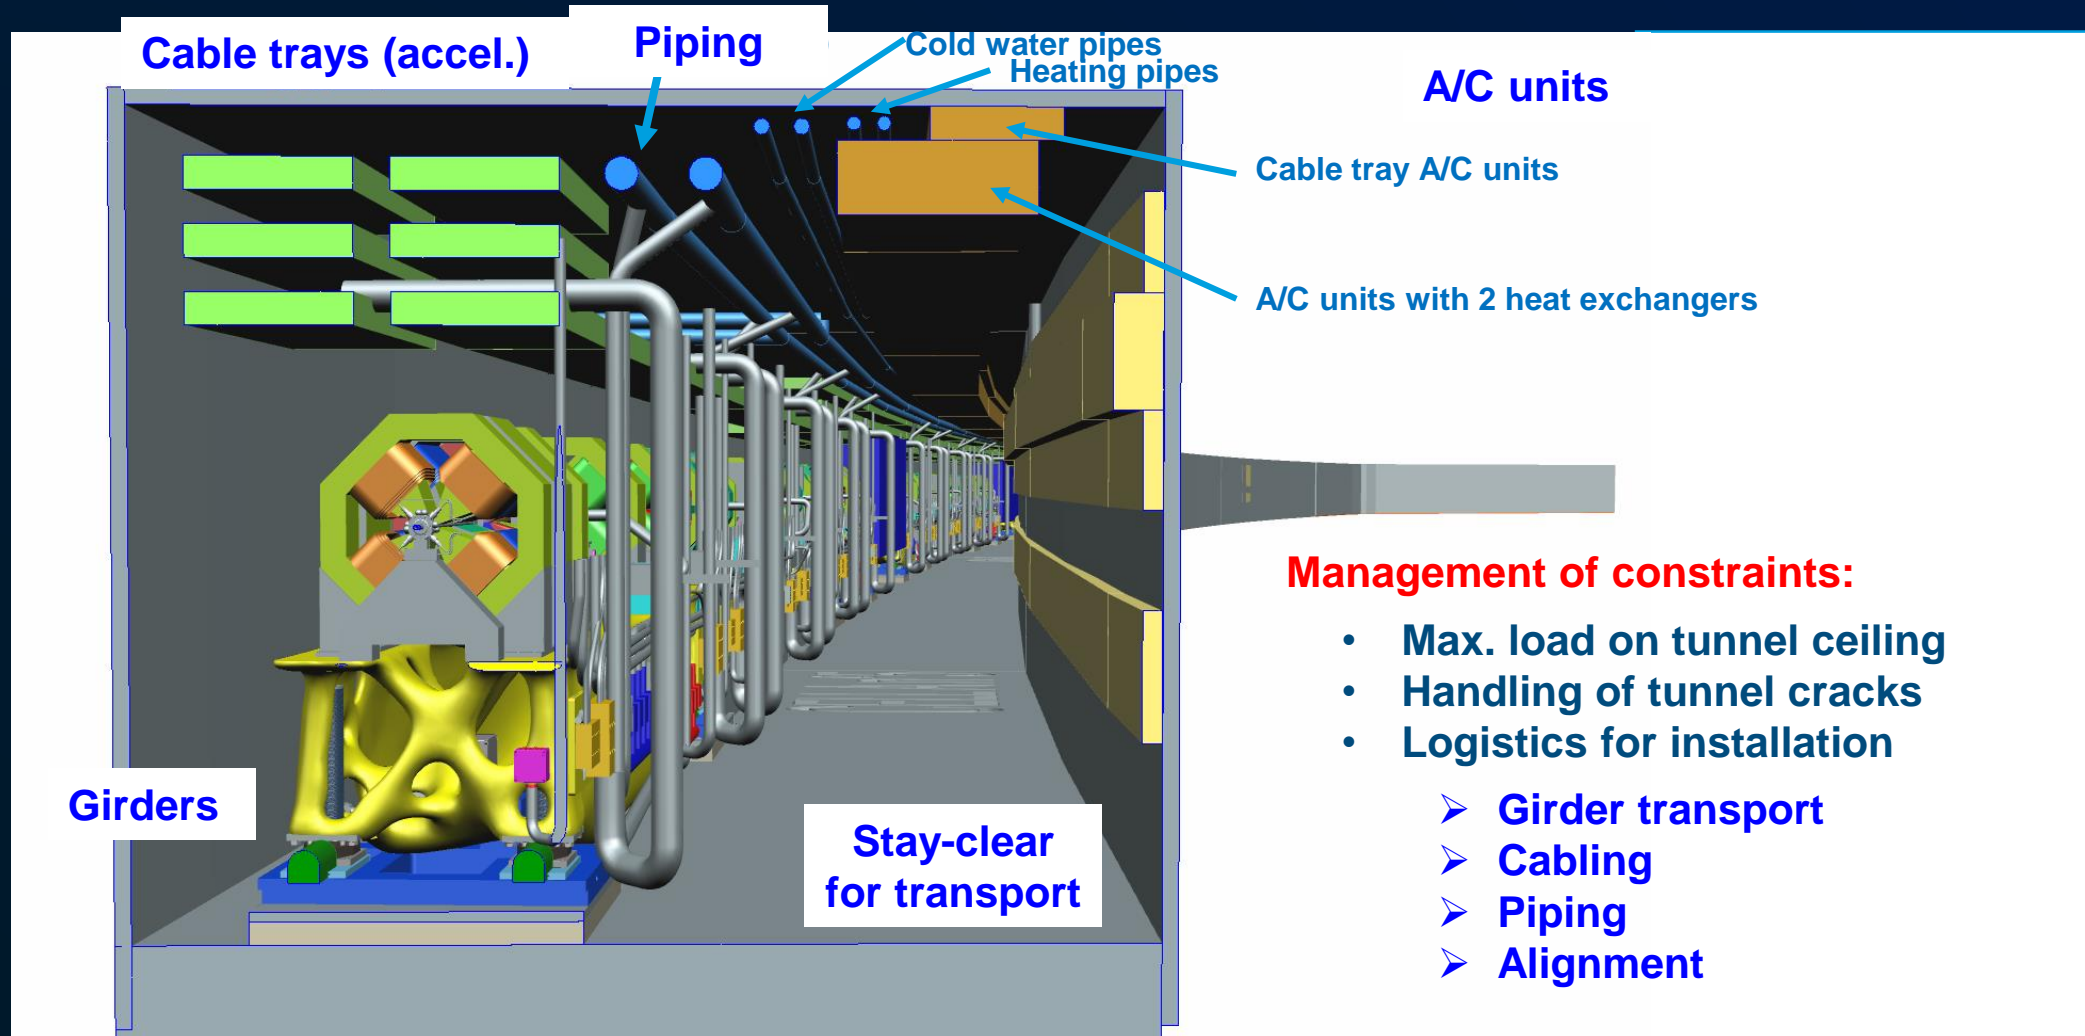 Cable trays (accel.)
Piping
Cold water pipes
Heating pipes
A/C units
Cable tray A/C units
A/C units with 2 heat exchangers
Management of constraints:
• Max. load on tunnel ceiling
• Handling of tunnel cracks
• Logistics for installation
➢ Girder transport
➢ Cabling
➢ Piping
➢ Alignment
Girders
Stay-clear
for transport